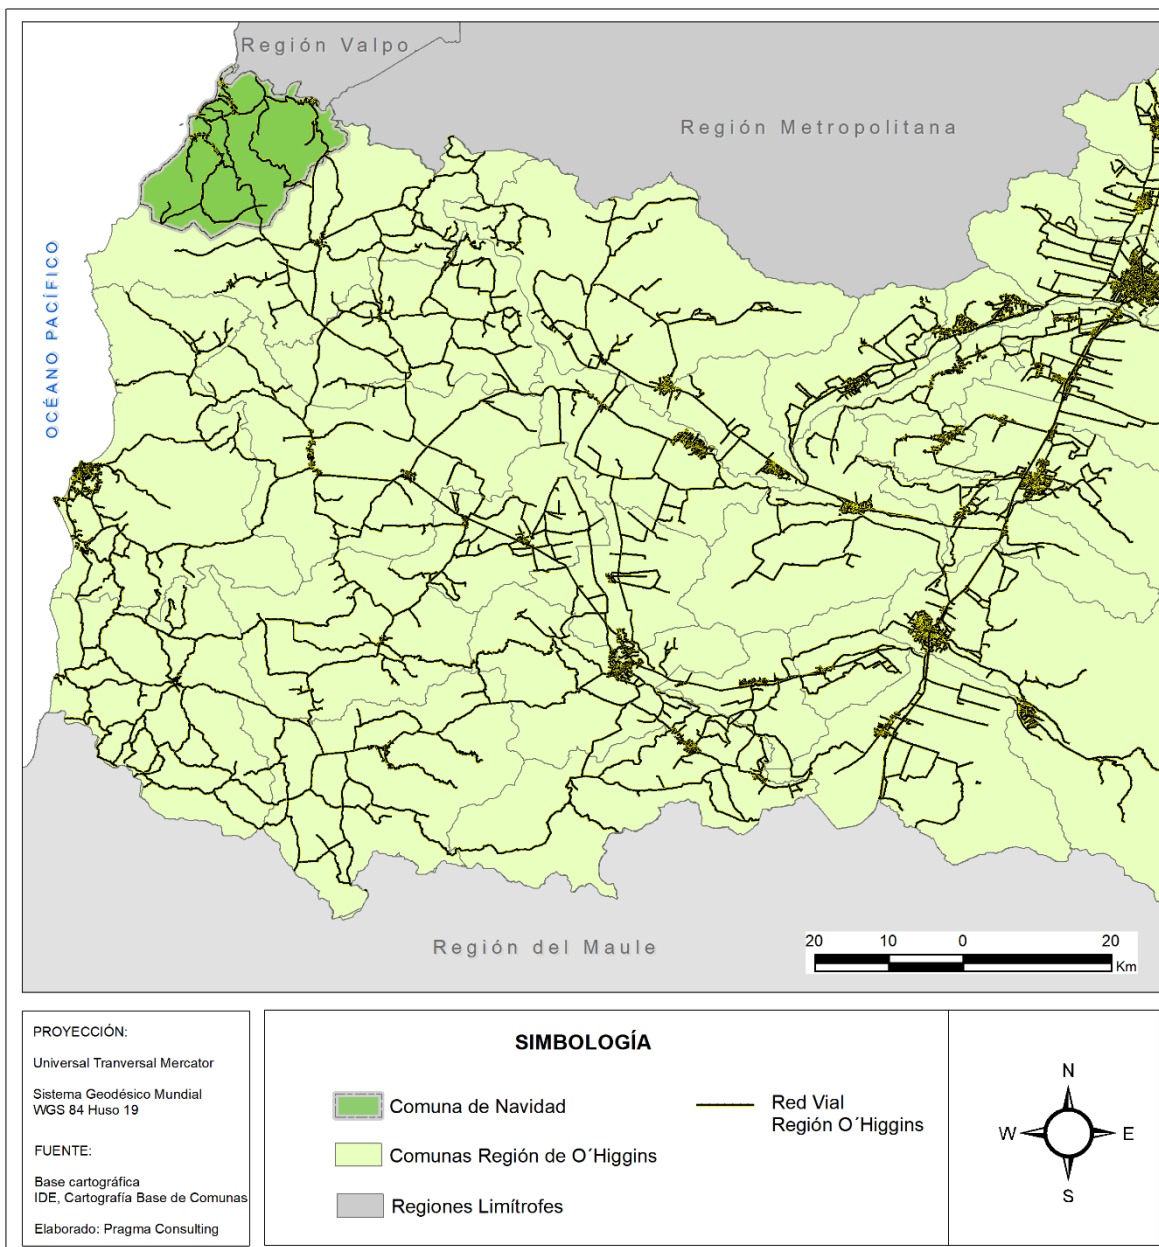 Región Valpo
Región Metropolitana
OCÉANO PACÍFICO
Región del Maule
20 10 0 20
Km
PROYECCIÓN:
Universal Tranversal Mercator
Sistema Geodésico Mundial
WGS 84 Huso 19
FUENTE:
Base cartográfica
IDE, Cartografía Base de Comunas
Elaborado: Pragma Consulting
SIMBOLOGÍA
Comuna de Navidad
Comunas Región de O´Higgins
Regiones Limítrofes
Red Vial
Región O´Higgins
N
W E
S